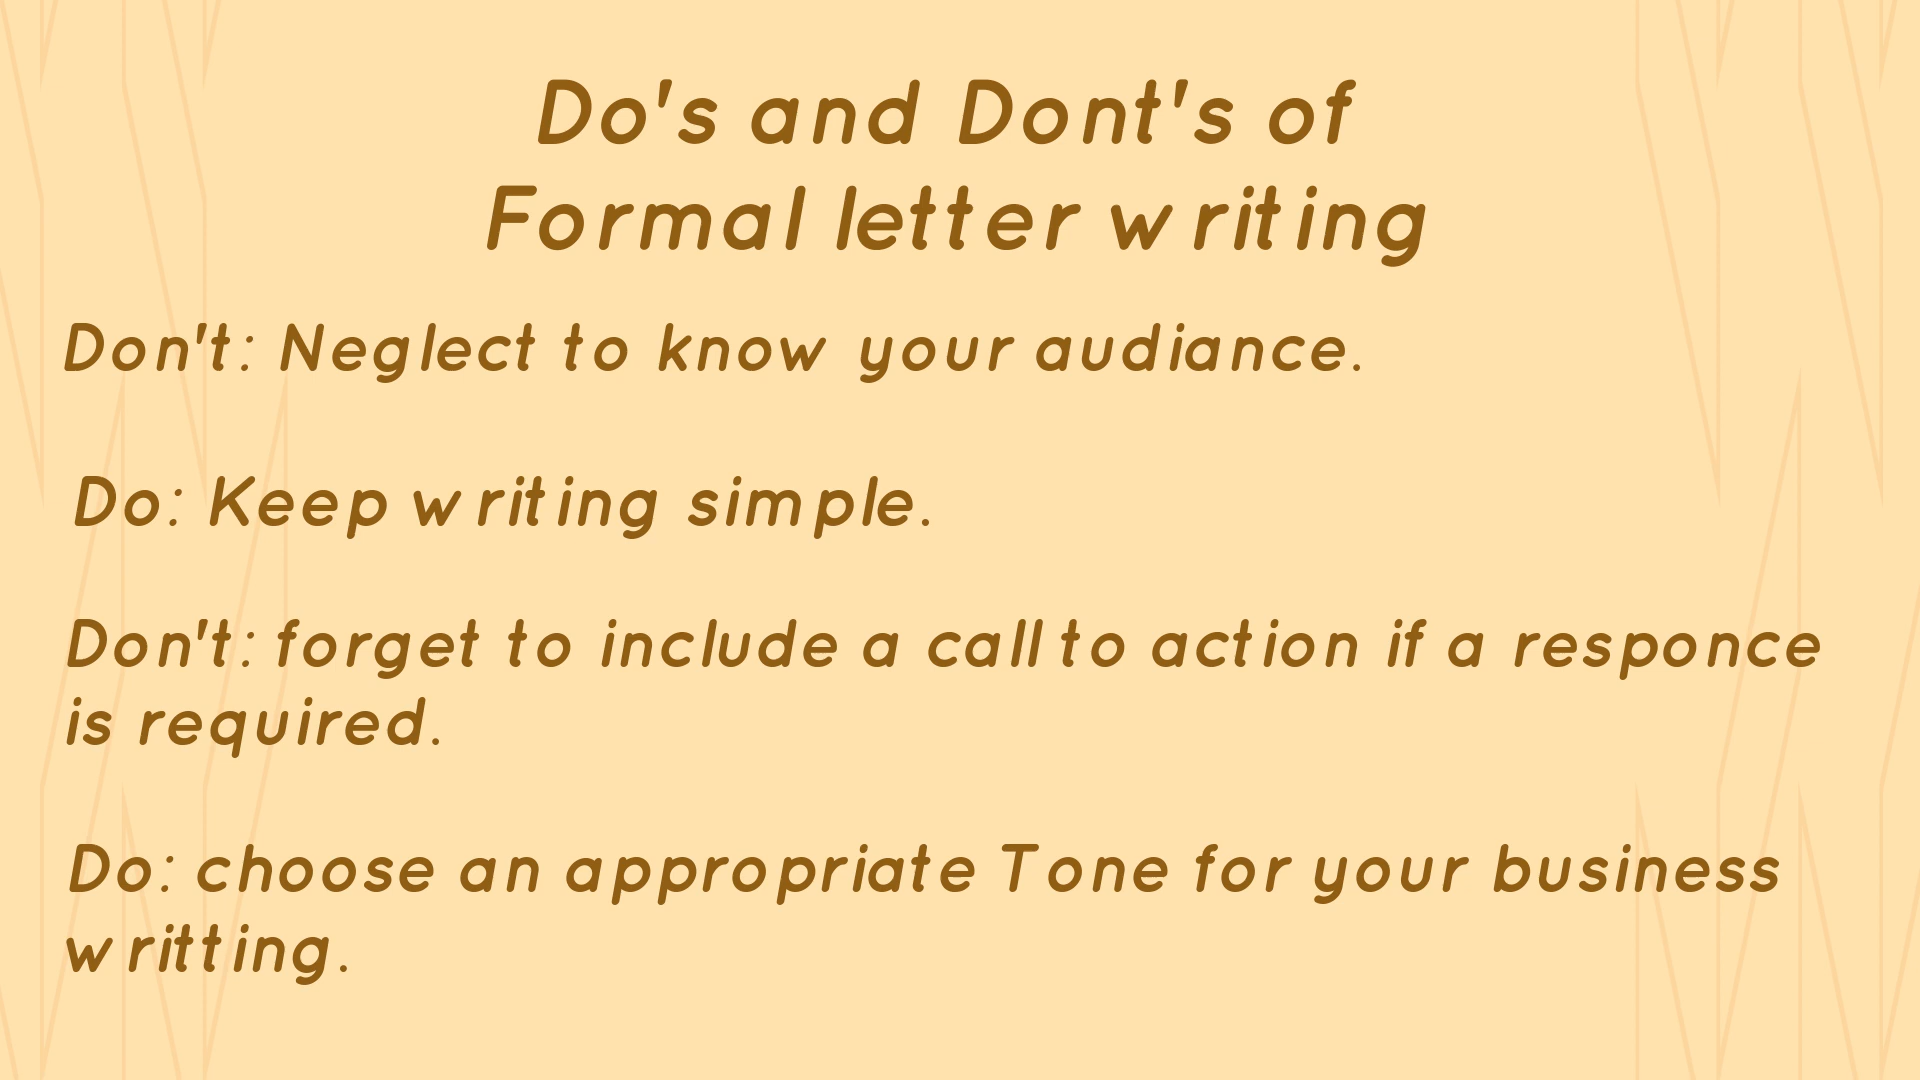 Do's and Dont's of
Formal letter writing
Don't: Neglect to know your audiance.
Do: Keep writing simple.
Don't: forget to include a call to action if a responce
is required.
Do: choose an appropriate Tone for your business
writting.